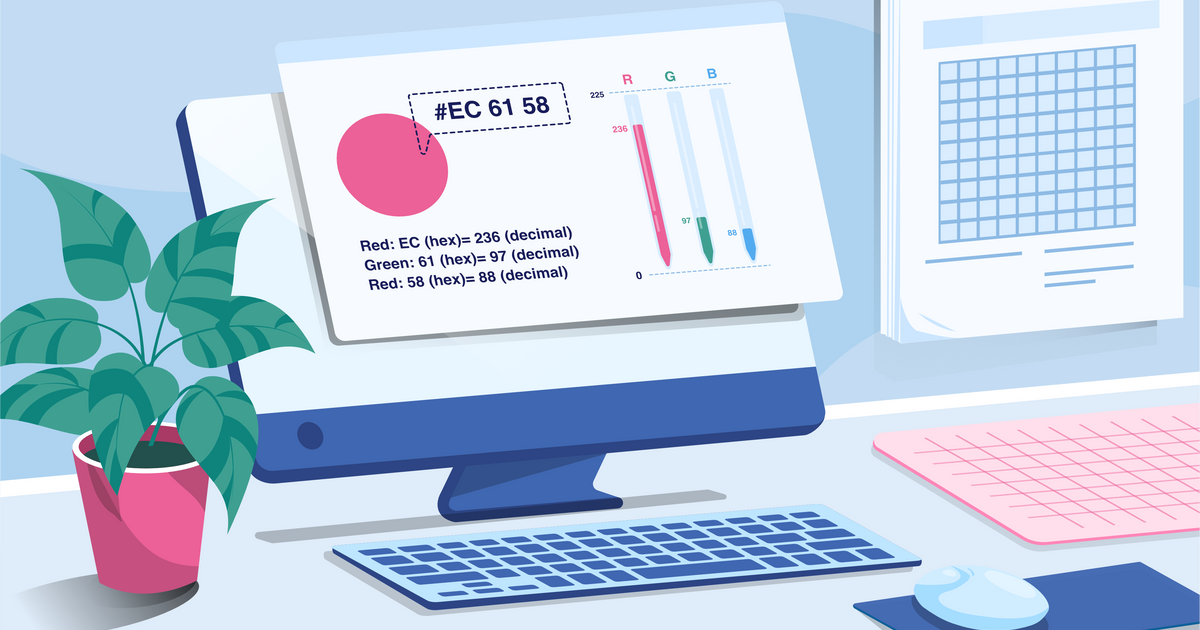 #EC 61 58
R G B
225
236
97
88
0
Red: EC (hex)= 236 (decimal)
Green: 61 (hex)= 97 (decimal)
Red: 58 (hex)= 88 (decimal)